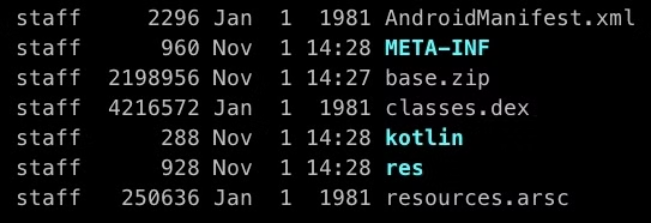 staff 2296 Jan 1 1981 AndroidManifest.xml
staff 960 Nov 1 14:28 META-INF
staff 2198956 Nov 1 14:27 base.zip
staff 4216572 Jan 1 1981 classes.dex
staff 288 Nov 1 14:28 kotlin
staff 928 Nov 1 14:28 res
staff 250636 Jan 1 1981 resources.arsc